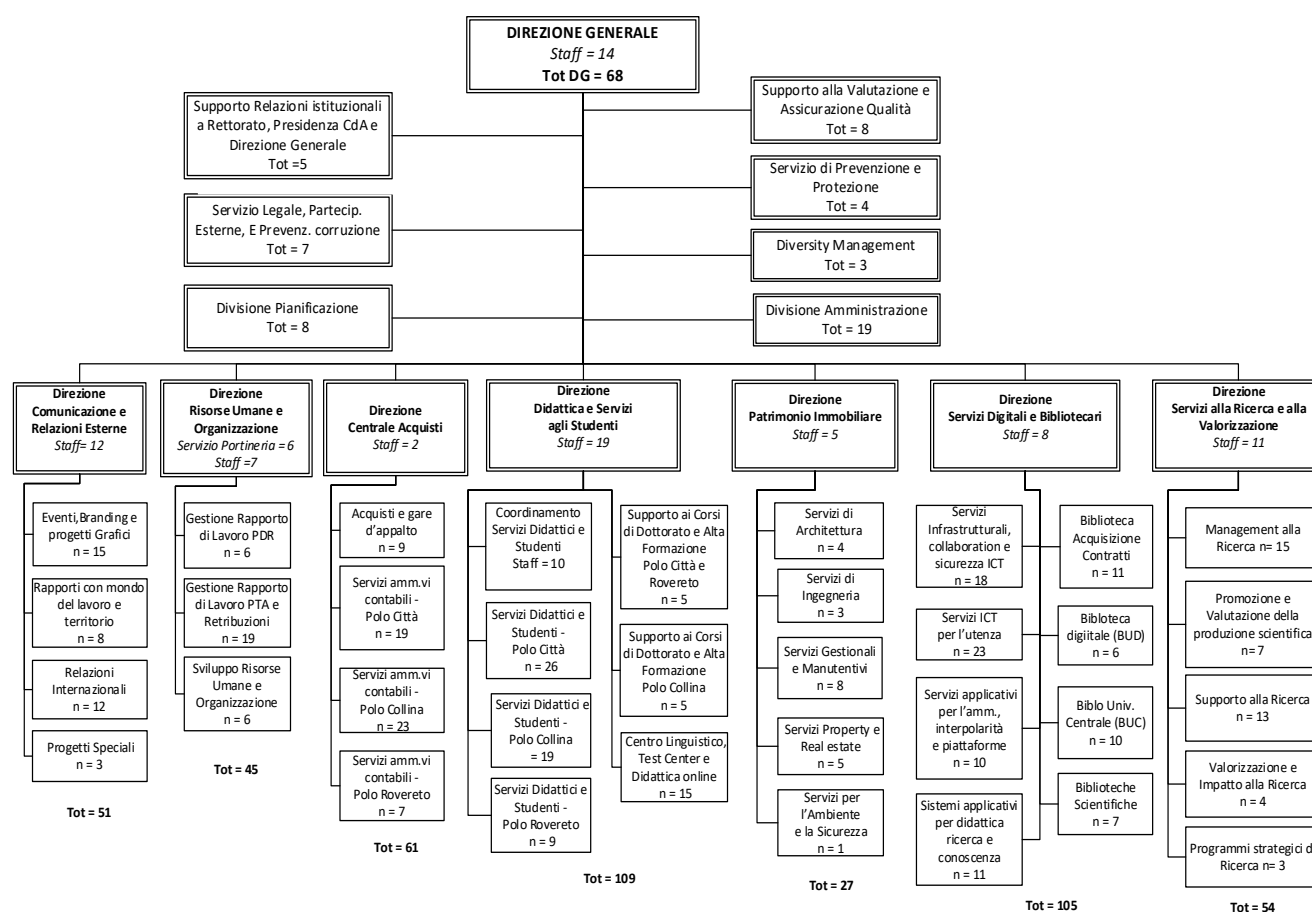 DIREZIONE GENERALE
Staff = 14
Tot DG = 68
Supporto Relazioni istituzionali
a Rettorato, Presidenza CdA e
Direzione Generale
Tot =5
Supporto alla Valutazione e
Assicurazione Qualità
Tot = 8
Servizio di Prevenzione e
Protezione
Tot = 4
Servizio Legale, Partecip.
Esterne, E Prevenz. corruzione
Tot = 7
Diversity Management
Tot = 3
Divisione Pianificazione
Tot = 8
Divisione Amministrazione
Tot = 19
Direzione
Comunicazione e
Relazioni Esterne
Staff= 12
Eventi,Branding e
progetti Grafici
n = 15
Rapporti con mondo
del lavoro e
territorio
n = 8
Relazioni
Internazionali
n = 12
Progetti Speciali
n = 3
Tot = 51
Direzione
Risorse Umane e
Organizzazione
Servizio Portineria = 6
Staff =7
Gestione Rapporto
di Lavoro PDR
n = 6
Gestione Rapporto
di Lavoro PTA e
Retribuzioni
n = 19
Sviluppo Risorse
Umane e
Organizzazione
n = 6
Tot = 45
Direzione
Centrale Acquisti
Staff = 2
Acquisti e gare
d'appalto
n = 9
Servizi amm.vi
contabili -
Polo Città
n = 19
Servizi amm.vi
contabili -
Polo Collina
n = 23
Servizi amm.vi
contabili -
Polo Rovereto
n = 7
Tot = 61
Direzione
Didattica e Servizi
agli Studenti
Staff = 19
Coordinamento
Servizi Didattici e
Studenti
Staff = 10
Servizi Didattici e
Studenti -
Polo Città
n = 26
Servizi Didattici e
Studenti -
Polo Collina
n = 19
Servizi Didattici e
Studenti -
Polo Rovereto
n = 9
Supporto ai Corsi
di Dottorato e Alta
Formazione
Polo Città e
Rovereto
n = 5
Supporto ai Corsi
di Dottorato e Alta
Formazione
Polo Collina
n = 5
Centro Linguistico,
Test Center e
Didattica online
n = 15
Tot = 109
Direzione
Patrimonio Immobiliare
Staff = 5
Servizi di
Architettura
n = 4
Servizi di
Ingegneria
n = 3
Servizi Gestionali
e Manutentivi
n = 8
Servizi Property e
Real estate
n = 5
Servizi per
l'Ambiente
e la Sicurezza
n = 1
Tot = 27
Direzione
Servizi Digitali e Bibliotecari
Staff = 8
Servizi
Infrastrutturali,
collaboration e
sicurezza ICT
n = 18
Servizi ICT
per l'utenza
n = 23
Servizi applicativi
per l'amm.,
interpolarità
e piattaforme
n = 10
Sistemi applicativi
per didattica
ricerca e
conoscenza
n = 11
Biblioteca
Acquisizione
Contratti
n = 11
Bibloteca
digiitale (BUD)
n = 6
Biblo Univ.
Centrale (BUC)
n = 10
Biblioteche
Scientifiche
n = 7
Tot = 105
Direzione
Servizi alla Ricerca e alla
Valorizzazione
Staff = 11
Management alla
Ricerca n= 15
Promozione e
Valutazione della
produzione scientifica
n= 7
Supporto alla Ricerca
n = 13
Valorizzazione e
Impatto alla Ricerca
n = 4
Programmi strategici d
Ricerca n= 3
Tot = 54